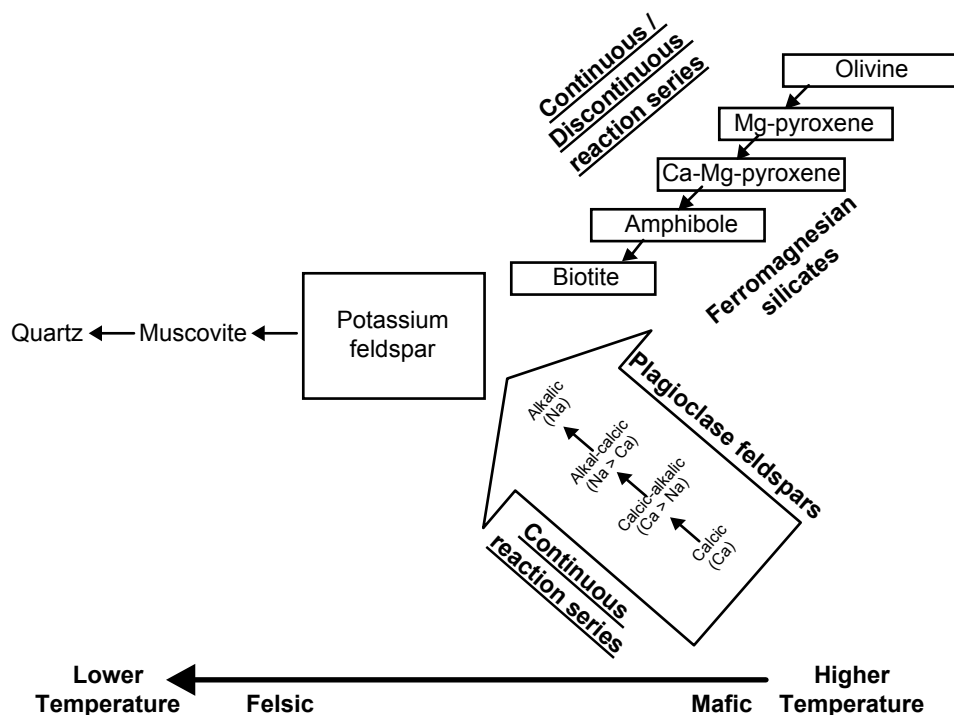 Continuous /
Discontinuous
reaction series
Olivine
Mg-pyroxene
Ca-Mg-pyroxene
Amphibole
Biotite
Ferromagnesian
silicates
Quartz
Muscovite
Potassium
feldspar
Plagioclase feldspars
Alkalic
(Na)
Alkal-calcic
(Na > Ca)
Calcic-alkalic
(Ca > Na)
Calcic
(Ca)
Continuous
reaction series
Lower
Temperature
Felsic
Mafic
Higher
Temperature